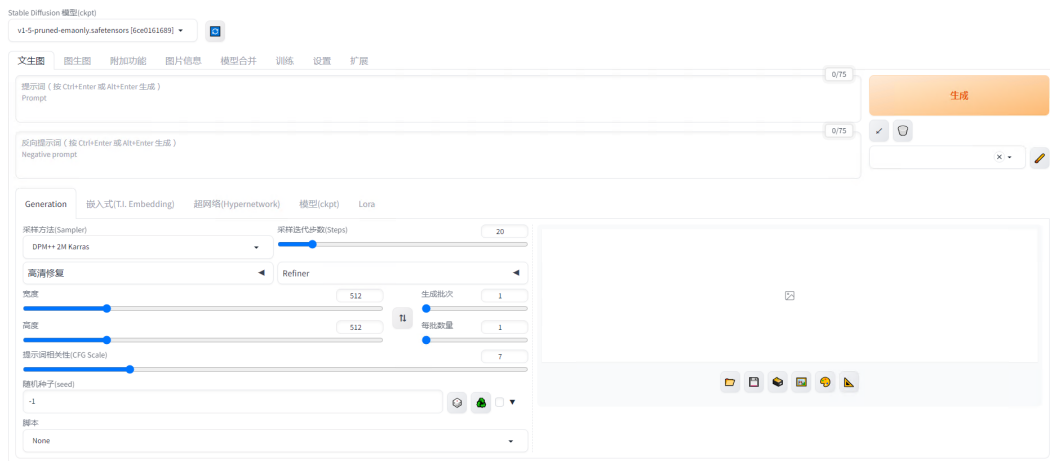 Stable Diffusion 模型(ckpt)
v1-5-pruned-emaonly.safetensors [6ce0161689]
文生图 图生图 附加功能 图片信息 模型合并 训练 设置 扩展
0/75
提示词（按 Ctrl+Enter 或 Alt+Enter 生成）
Prompt
生成
0/75
反向提示词（按 Ctrl+Enter 或 Alt+Enter 生成）
Negative prompt
Generation 嵌入式(T.I. Embedding) 超网络(Hypernetwork) 模型(ckpt) Lora
采样方法(Sampler)
DPM++ 2M Karras
采样迭代步数(Steps)
20
高清修复
Refiner
宽度
512
生成批次
1
高度
512
每批数量
1
提示词相关性(CFG Scale)
7
随机种子(seed)
-1
脚本
None